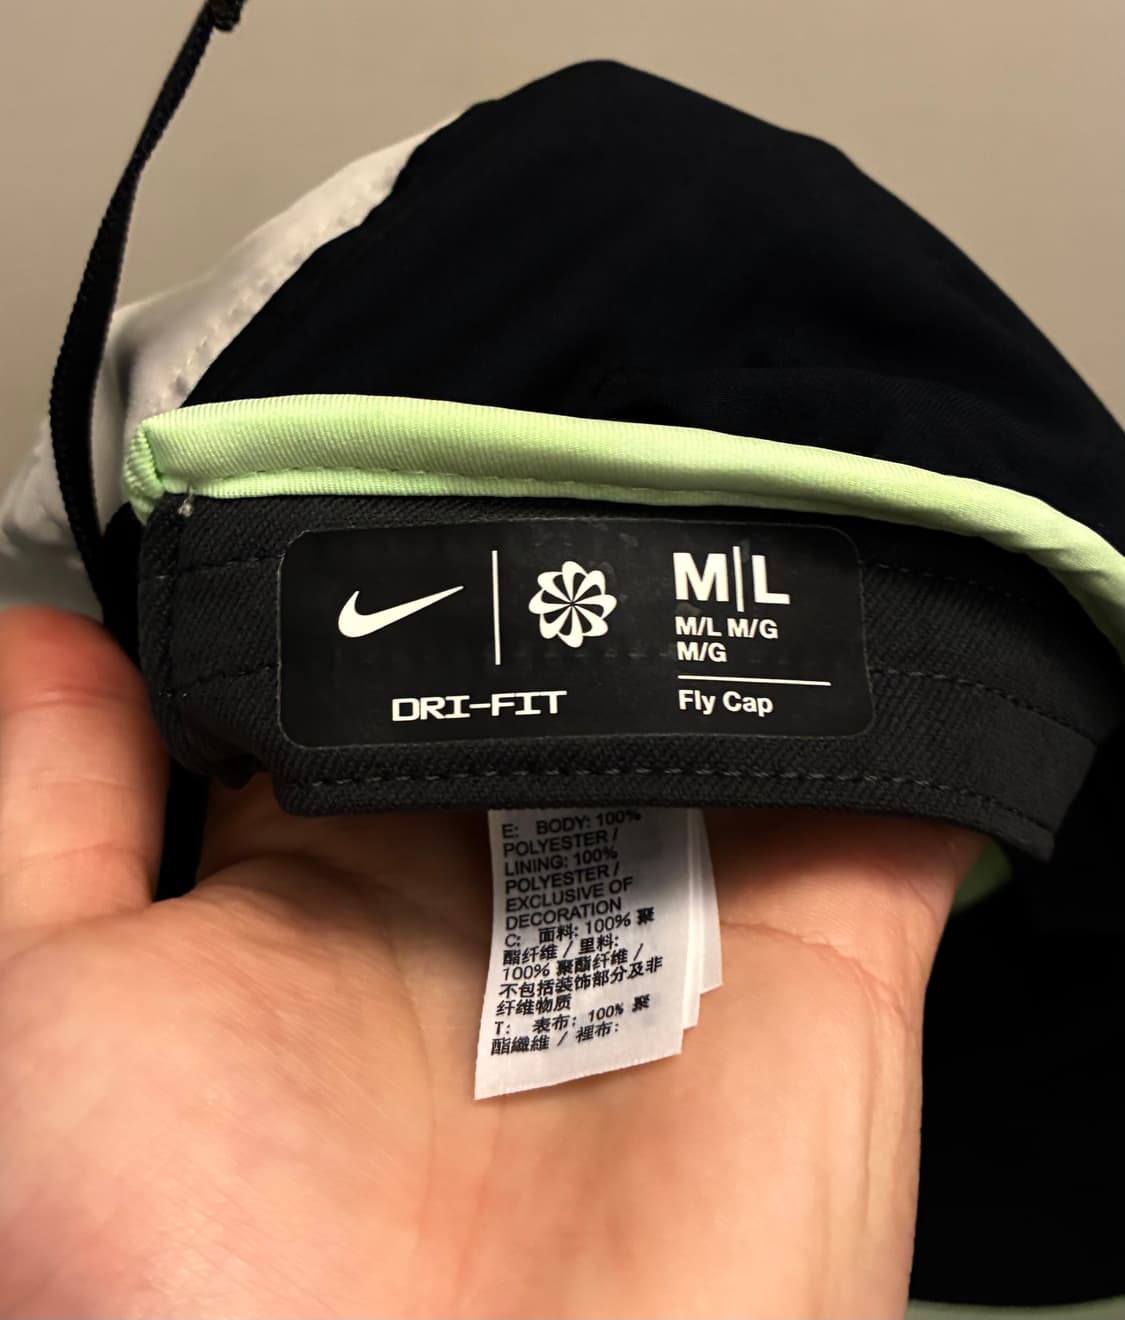 M|L
M/L M/G
M/G
DRI-FIT
Fly Cap
E: BODY: 100%
POLYESTER /
LINING: 100%
POLYESTER /
EXCLUSIVE OF
DECORATION
C: 面料: 100% 聚
酯纤维 / 里料:
100% 聚酯纤维 /
不包括装饰部分及非
纤维物质
T: 表布: 100% 聚
酯纖維 / 裡布: